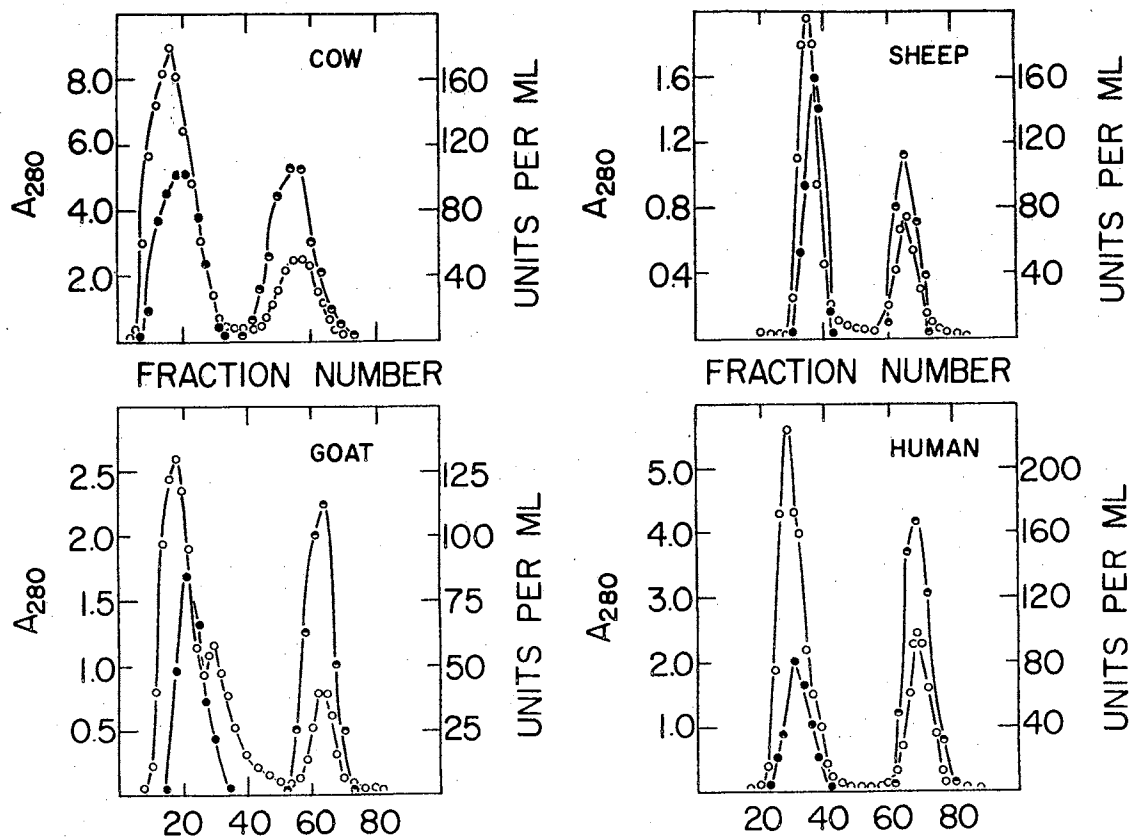 COW
A280
8.0
6.0
4.0
2.0
160
120
80
40
UNITS PER ML
SHEEP
A280
1.6
1.2
0.8
0.4
160
120
80
40
UNITS PER ML
FRACTION NUMBER
FRACTION NUMBER
GOAT
A280
2.5
2.0
1.5
1.0
0.5
125
100
75
50
25
UNITS PER ML
20 40 60 80
HUMAN
A280
5.0
4.0
3.0
2.0
1.0
200
160
120
80
40
UNITS PER ML
20 40 60 80